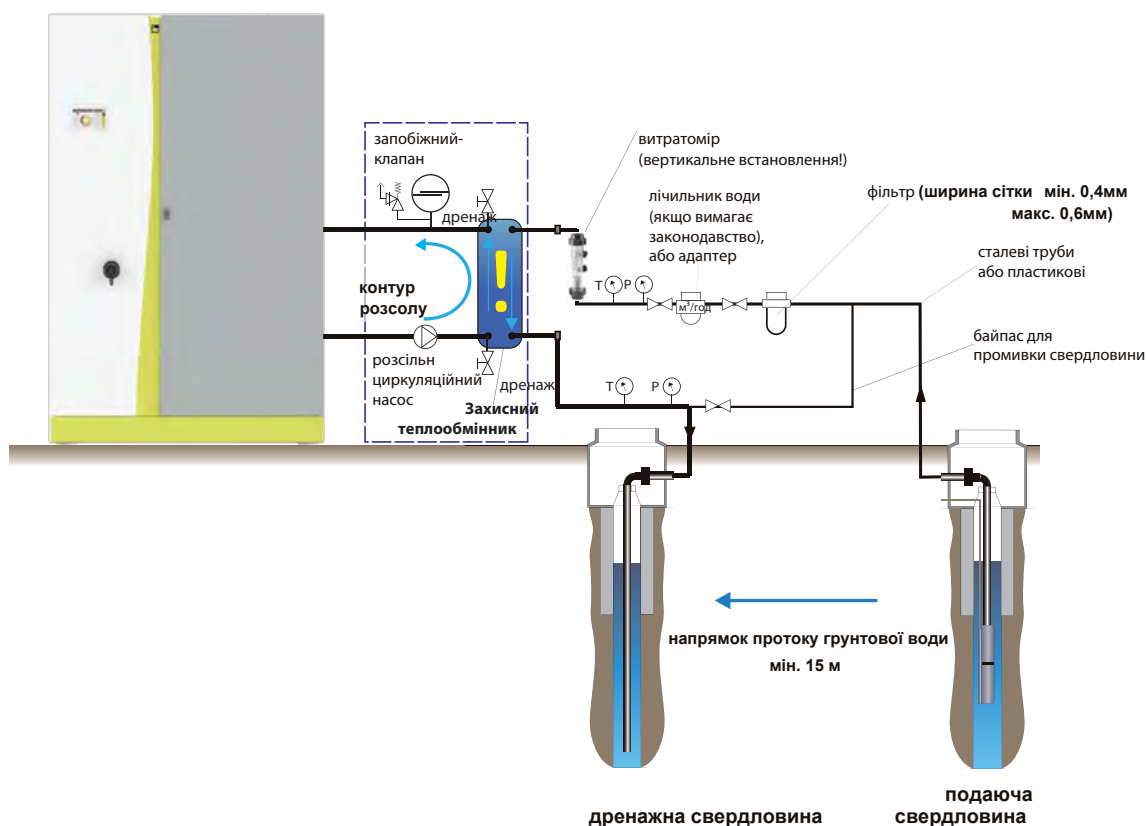 запобіжний-
клапан
дренаж
контур
розсолу
розсільн
циркуляційний
насос
дренаж
Захисний
теплообмінник
витратомір
(вертикальне встановлення!)
лічильник води
(якщо вимагає
законодавство),
або адаптер
фільтр (ширина сітки мін. 0,4мм
макс. 0,6мм)
сталеві труби
або пластикові
T P
м³/год
байпас для
промивки свердловини
T P
напрямок протоку грунтової води
мін. 15 м
дренажна свердловина
подаюча
свердловина